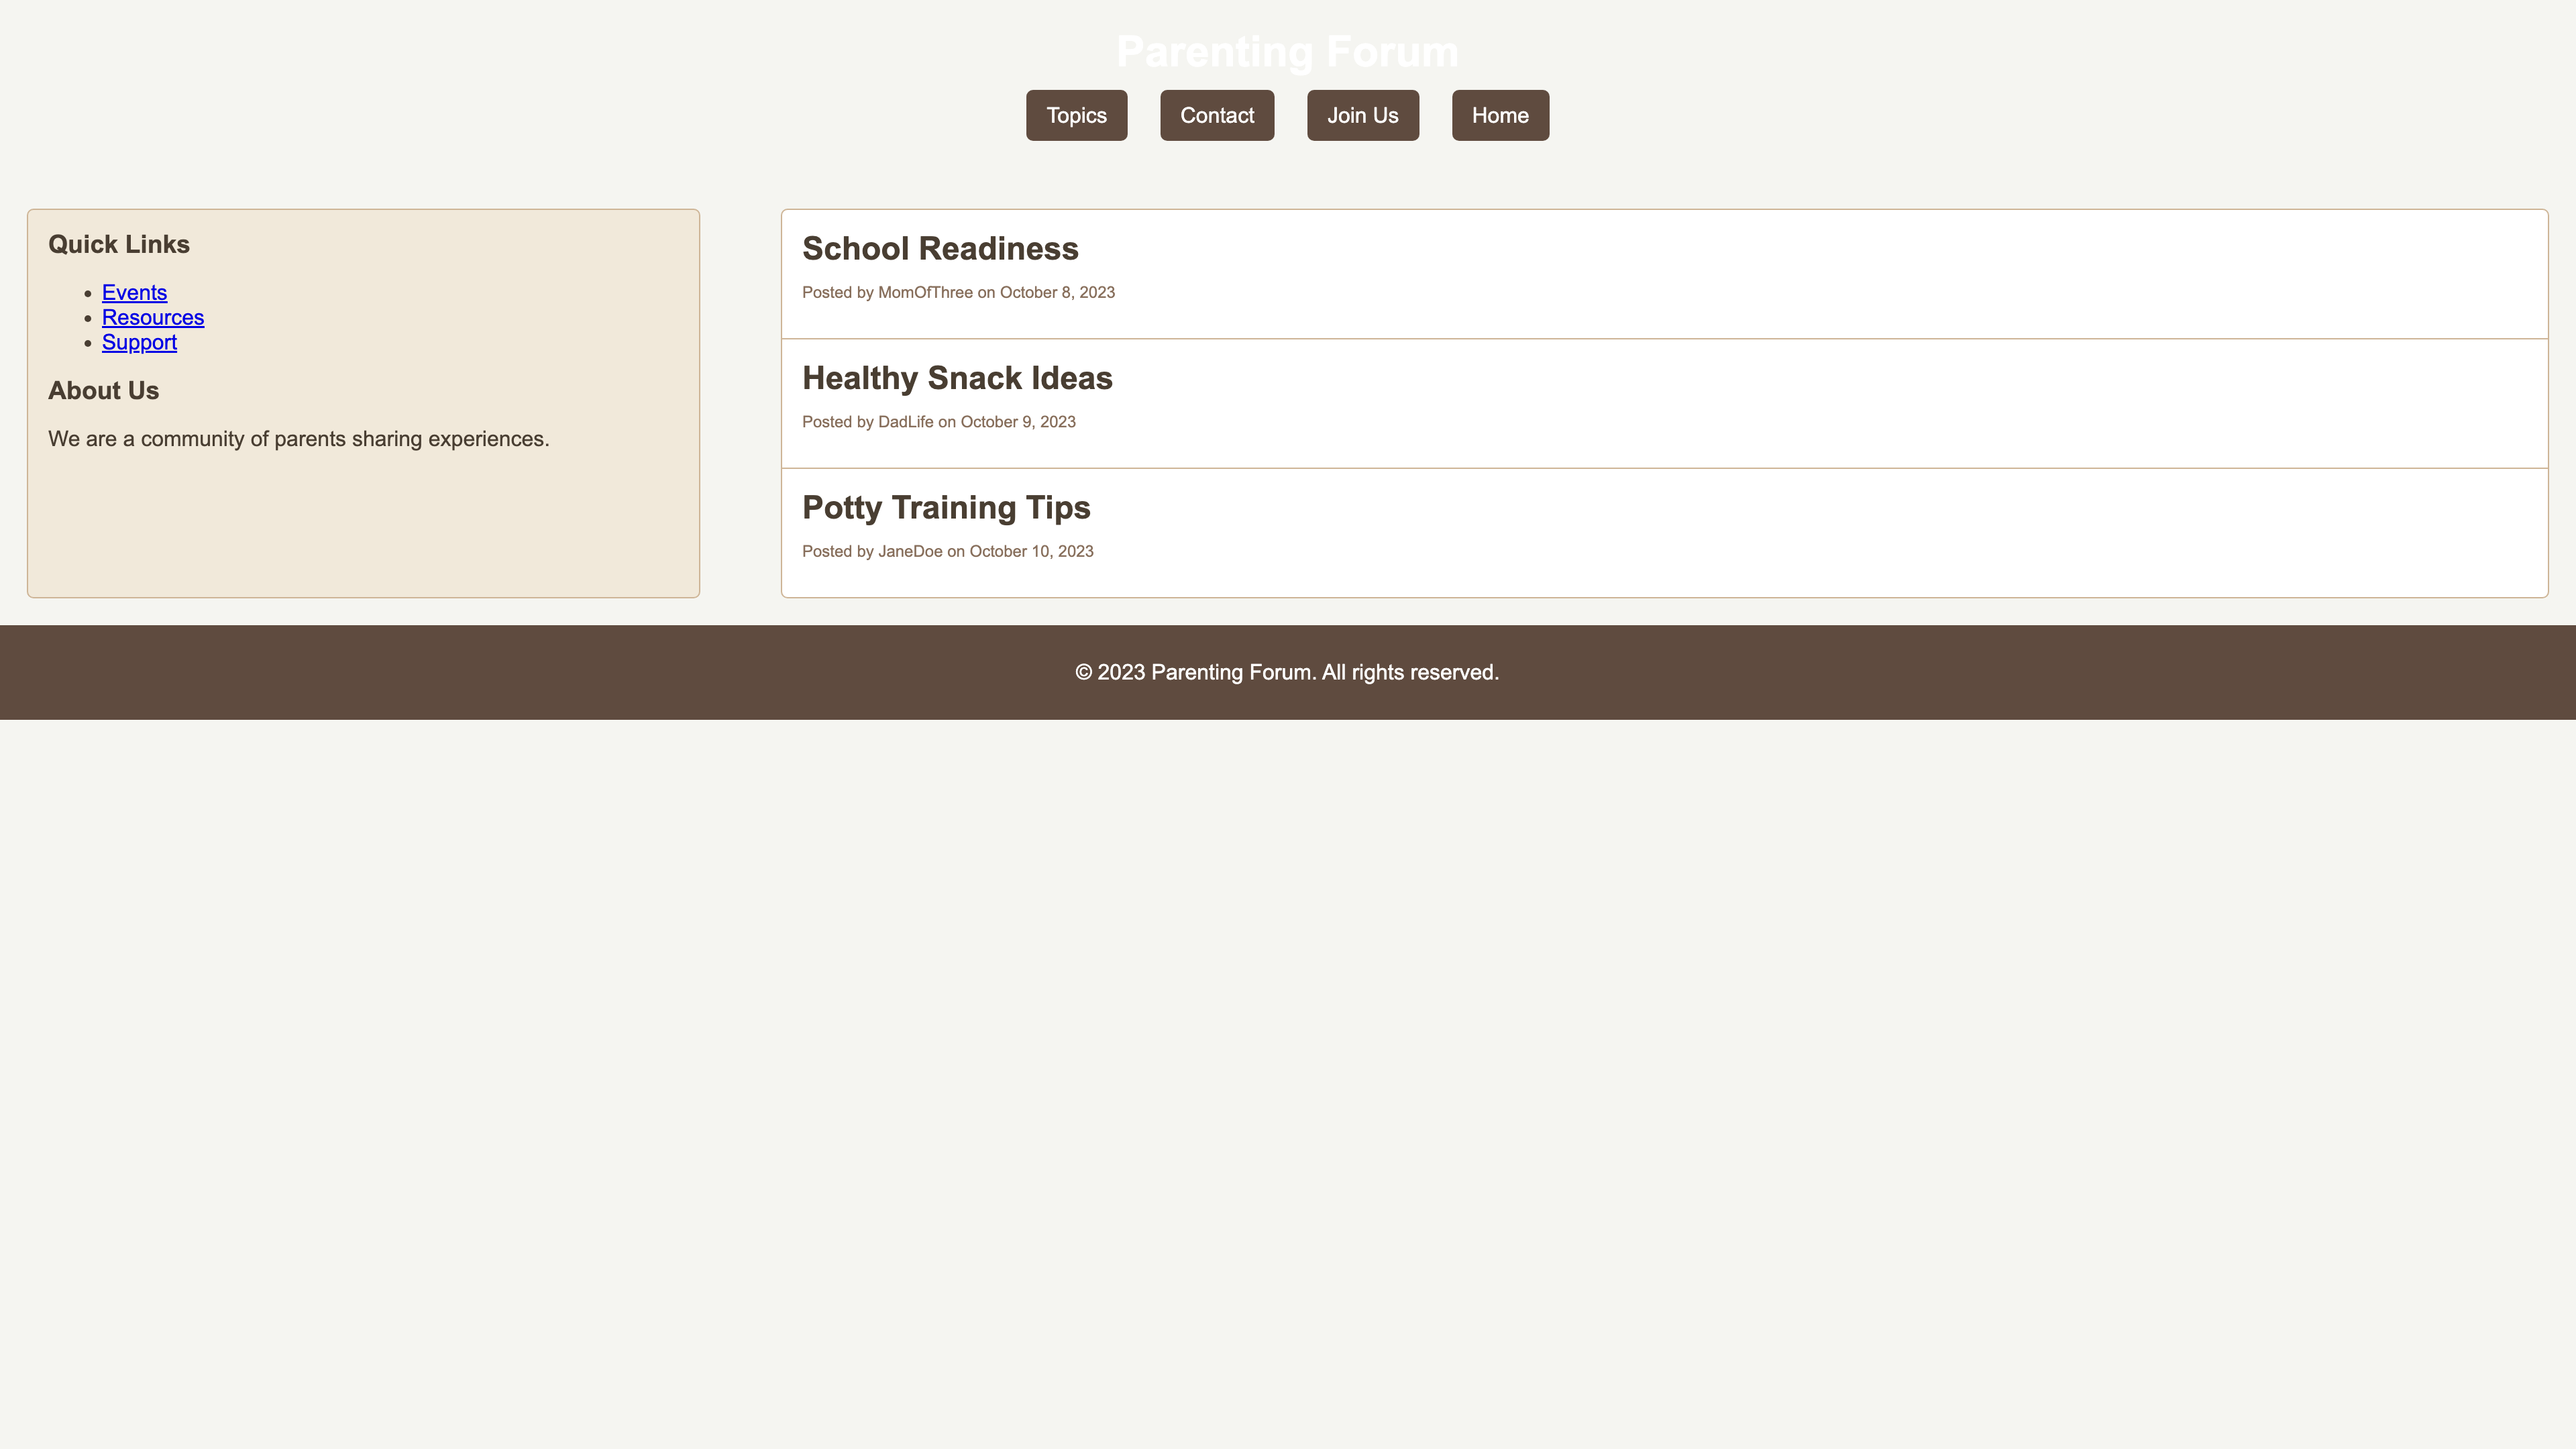 Parenting Forum
Topics
Contact
Join Us
Home
Quick Links
Events
Resources
Support
About Us
We are a community of parents sharing experiences.
School Readiness
Posted by MomOfThree on October 8, 2023
Healthy Snack Ideas
Posted by DadLife on October 9, 2023
Potty Training Tips
Posted by JaneDoe on October 10, 2023
© 2023 Parenting Forum. All rights reserved.